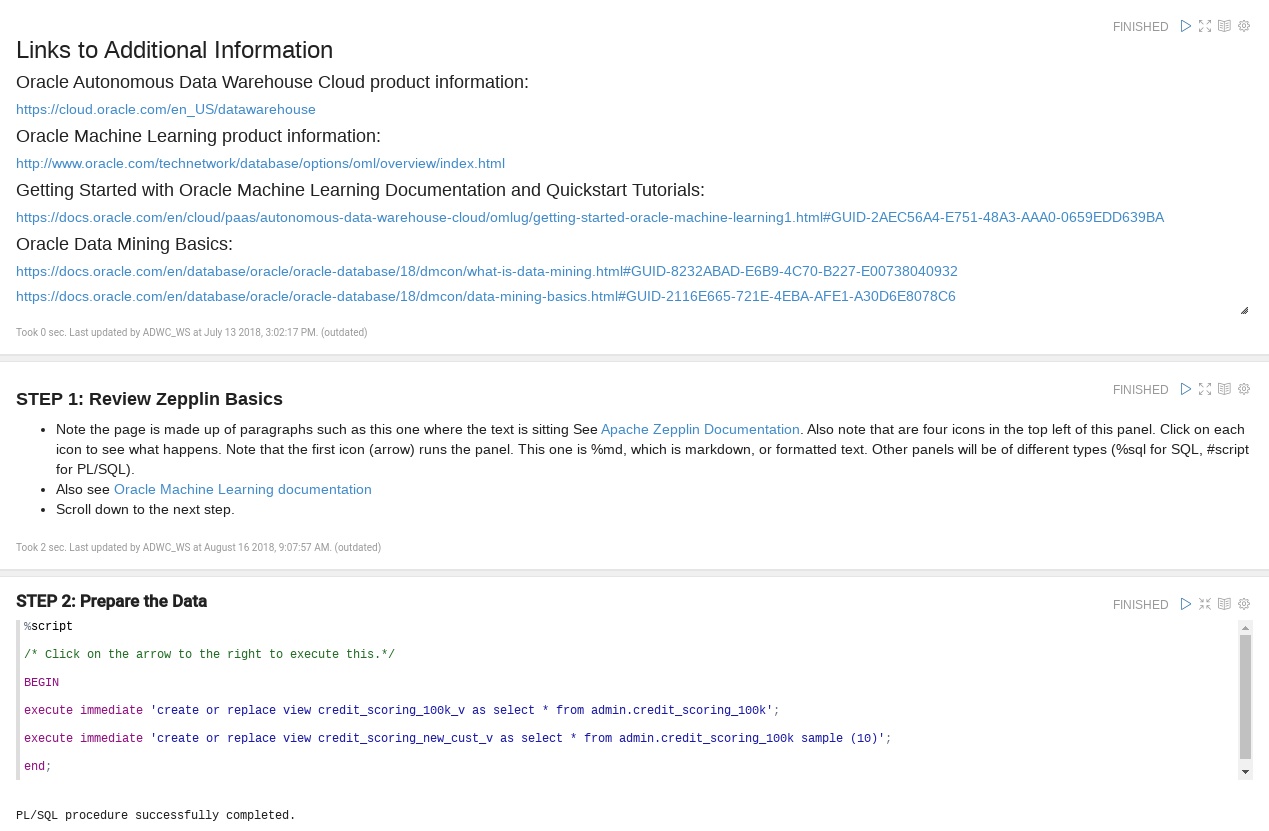 FINISHED
Links to Additional Information
Oracle Autonomous Data Warehouse Cloud product information:
https://cloud.oracle.com/en_US/datawarehouse
Oracle Machine Learning product information:
http://www.oracle.com/technetwork/database/options/oml/overview/index.html
Getting Started with Oracle Machine Learning Documentation and Quickstart Tutorials:
https://docs.oracle.com/en/cloud/paas/autonomous-data-warehouse-cloud/omlug/getting-started-oracle-machine-learning1.html#GUID-2AEC56A4-E751-48A3-AAA0-0659EDD639BA
Oracle Data Mining Basics:
https://docs.oracle.com/en/database/oracle/oracle-database/18/dmcon/what-is-data-mining.html#GUID-8232ABAD-E6B9-4C70-B227-E00738040932
https://docs.oracle.com/en/database/oracle/oracle-database/18/dmcon/data-mining-basics.html#GUID-2116E665-721E-4EBA-AFE1-A30D6E8078C6
Took 0 sec. Last updated by ADWC_WS at July 13 2018, 3:02:17 PM. (outdated)
FINISHED
STEP 1: Review Zepplin Basics
• Note the page is made up of paragraphs such as this one where the text is sitting See Apache Zepplin Documentation. Also note that are four icons in the top left of this panel. Click on each
icon to see what happens. Note that the first icon (arrow) runs the panel. This one is %md, which is markdown, or formatted text. Other panels will be of different types (%sql for SQL, #script
for PL/SQL).
• Also see Oracle Machine Learning documentation
• Scroll down to the next step.
Took 2 sec. Last updated by ADWC_WS at August 16 2018, 9:07:57 AM. (outdated)
STEP 2: Prepare the Data
FINISHED
%script
/* Click on the arrow to the right to execute this.*/
BEGIN
execute immediate 'create or replace view credit_scoring_100k_v as select * from admin.credit_scoring_100k';
execute immediate 'create or replace view credit_scoring_new_cust_v as select * from admin.credit_scoring_100k sample (10)';
end;
PL/SQL procedure successfully completed.